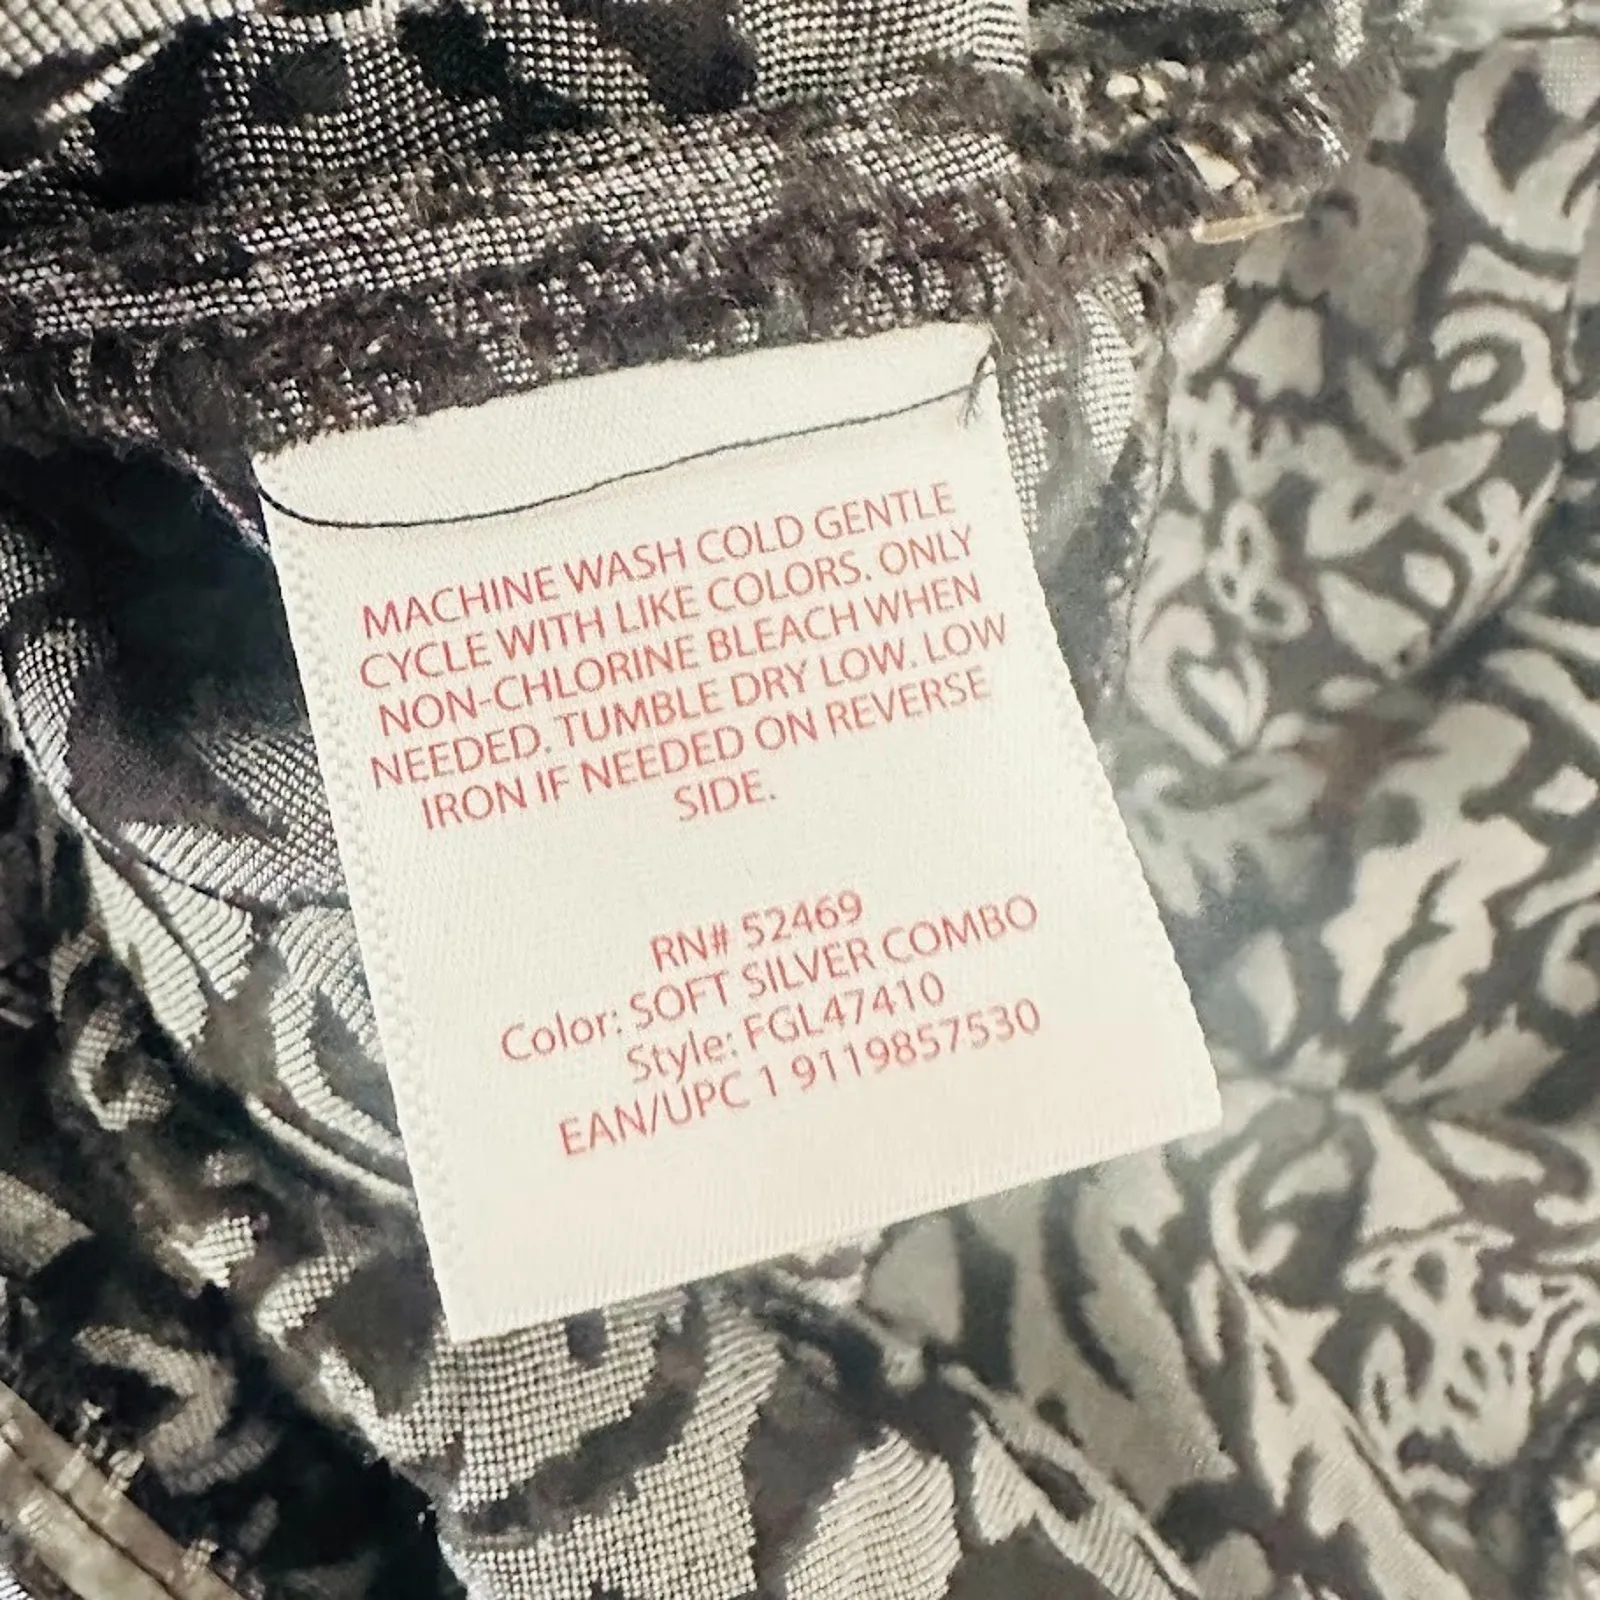 MACHINE WASH COLD GENTLE
CYCLE WITH LIKE COLORS. ONLY
NON-CHLORINE BLEACH WHEN
NEEDED. TUMBLE DRY LOW. LOW
IRON IF NEEDED ON REVERSE
SIDE.
RN# 52469
Color: SOFT SILVER COMBO
Style: FGL47410
EAN/UPC 1 9119857530